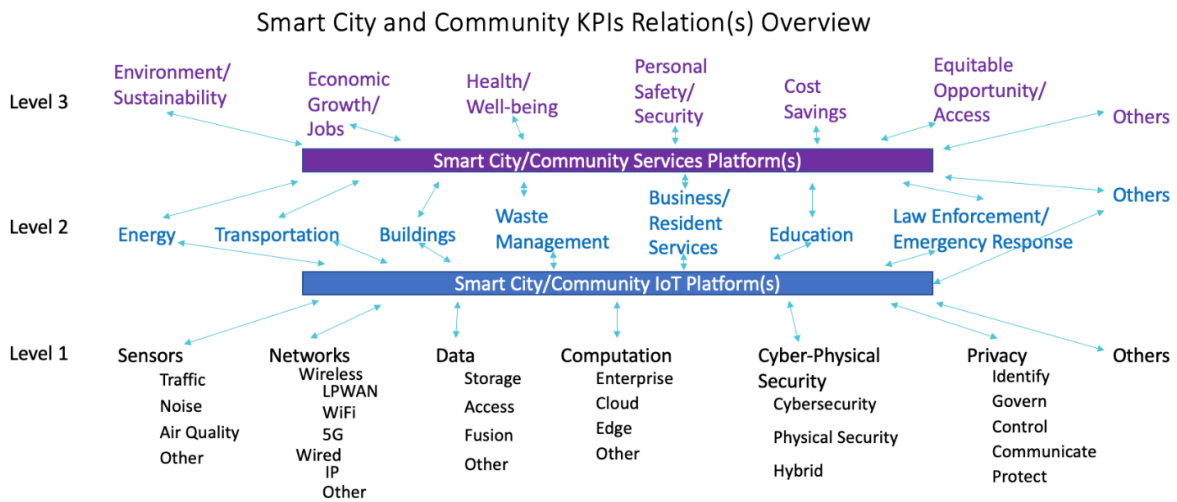 Smart City and Community KPIs Relation(s) Overview
Level 3
Environment/
Sustainability
Economic
Growth/
Jobs
Health/
Well-being
Personal
Safety/
Security
Cost
Savings
Equitable
Opportunity/
Access
Others
Smart City/Community Services Platform(s)
Level 2
Energy
Transportation
Buildings
Waste
Management
Business/
Resident
Services
Education
Law Enforcement/
Emergency Response
Others
Smart City/Community IoT Platform(s)
Level 1
Sensors
Traffic
Noise
Air Quality
Other
Networks
Wireless
LPWAN
WiFi
5G
Wired
IP
Other
Data
Storage
Access
Fusion
Other
Computation
Enterprise
Cloud
Edge
Other
Cyber-Physical
Security
Cybersecurity
Physical Security
Hybrid
Privacy
Identify
Govern
Control
Communicate
Protect
Others